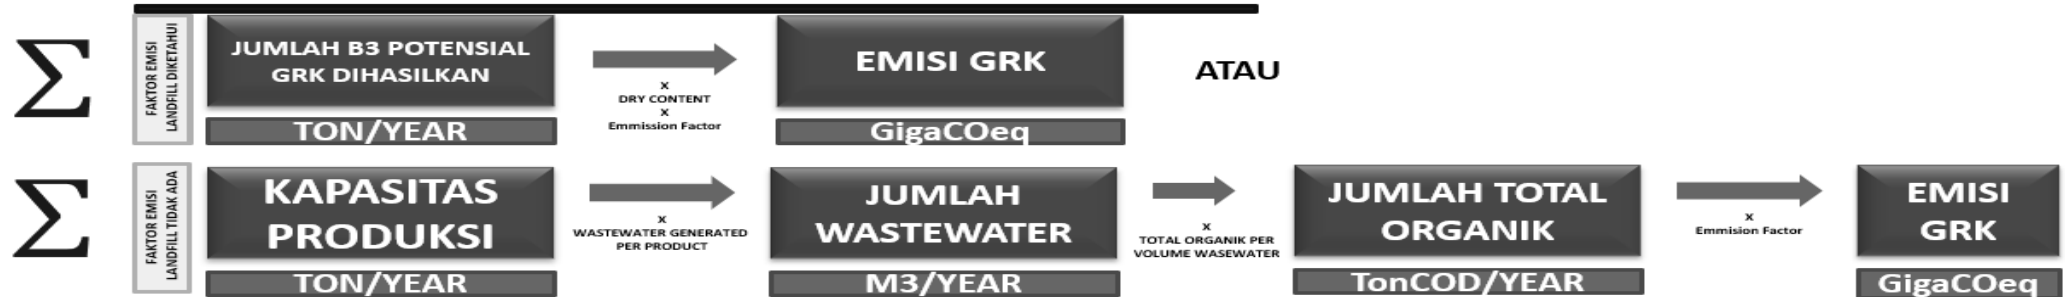 Σ
FAKTOR EMISI
LANDFILL DIKETAHUI
JUMLAH B3 POTENSIAL
GRK DIHASILKAN
TON/YEAR
x
DRY CONTENT
x
Emmission Factor
EMISI GRK
GigaCOeq
ATAU
Σ
FAKTOR EMISI
LANDFILL TIDAK ADA
KAPASITAS
PRODUKSI
TON/YEAR
x
WASTEWATER GENERATED
PER PRODUCT
JUMLAH
WASTEWATER
M3/YEAR
x
TOTAL ORGANIK PER
VOLUME WASEWATER
JUMLAH TOTAL
ORGANIK
TonCOD/YEAR
x
Emmision Factor
EMISI
GRK
GigaCOeq